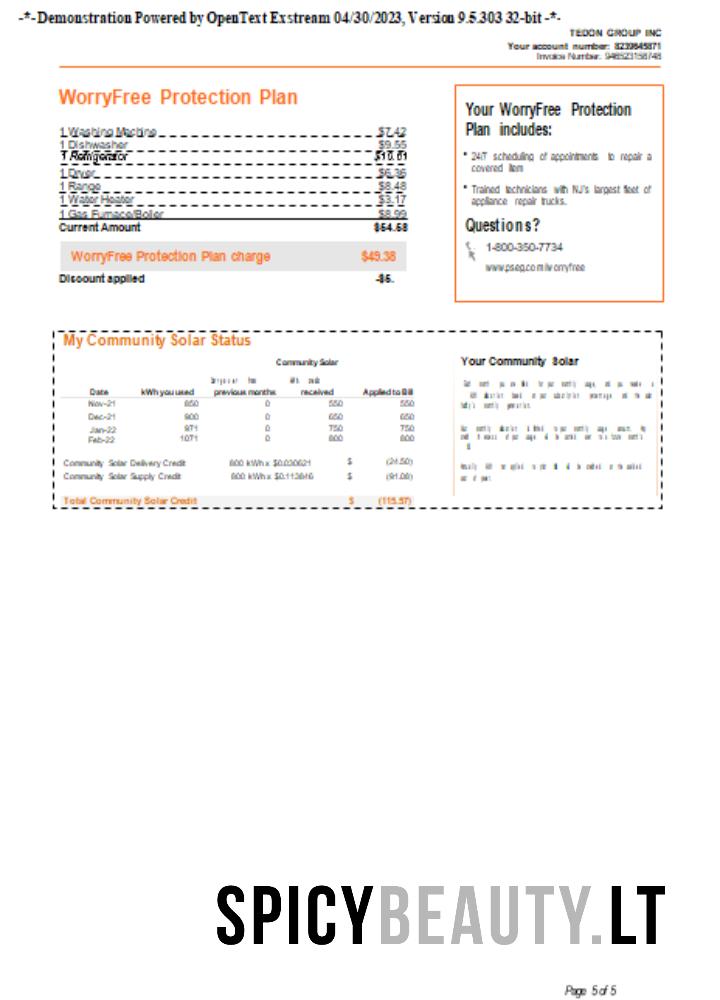 -*- Demonstration Powered by OpenText Exstream 04/30/2023, Version 9.5.303 32-bit -*-
TEDON GROUP INC
Your account number: 8239645871
Invoice Number: 946523158748
WorryFree Protection Plan
1 Washing Machine $7.42
1 Dishwasher $9.55
1 Refrigerator $10.61
1 Dryer $6.36
1 Range $8.48
1 Water Heater $3.17
1 Gas Furnace/Boiler $8.99
Current Amount $54.58
WorryFree Protection Plan charge $49.38
Discount applied -$5.
Your WorryFree Protection
Plan includes:
• 24/7 scheduling of appointments to repair a
covered item
• Trained technicians with NJ's largest fleet of
appliance repair trucks.
Questions?
1-800-350-7734
www.pseg.com/worryfree
My Community Solar Status
Community Solar
Date kWh you used previous months received Applied to Bill
Nov-21 850 0 550 550
Dec-21 900 0 650 650
Jan-22 971 0 750 750
Feb-22 1071 0 800 800
Community Solar Delivery Credit 800 kWh x $0.030621 $ (24.50)
Community Solar Supply Credit 800 kWh x $0.113846 $ (91.08)
Total Community Solar Credit $ (115.57)
Your Community Solar
SPICYBEAUTY.LT
Page 5 of 5